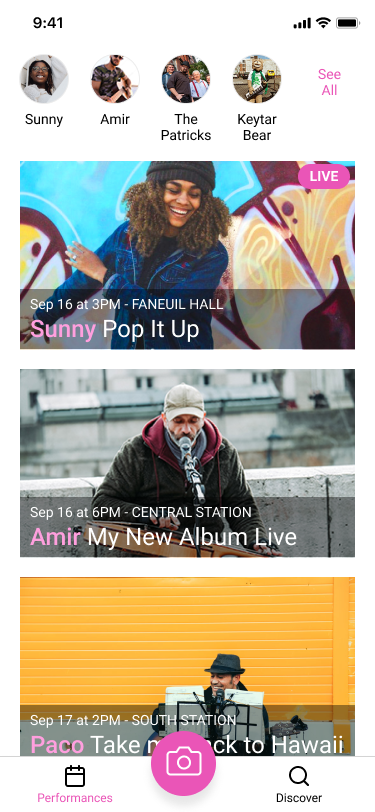 9:41
Sunny
Amir
The
Patricks
Keytar
Bear
See
All
LIVE
Sep 16 at 3PM - FANEUIL HALL
Sunny Pop It Up
Sep 16 at 6PM - CENTRAL STATION
Amir My New Album Live
Sep 17 at 2PM - SOUTH STATION
Paco Take to Hawaii
Performances
Discover